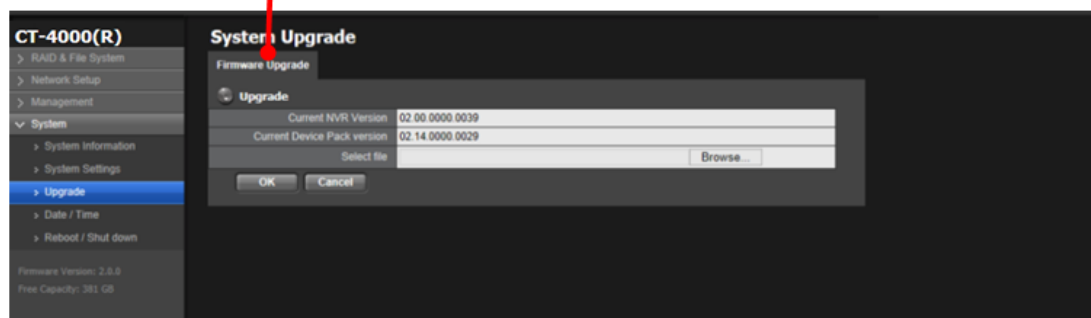 CT-4000(R)
> RAID & File System
> Network Setup
> Management
System
> System Information
> System Settings
> Upgrade
> Date / Time
> Reboot / Shut down
Firmware Version: 2.0.0
Free Capacity: 381 GB
System Upgrade
Firmware Upgrade
Upgrade
Current NVR Version 02.00.0000.0039
Current Device Pack version 02.14.0000.0029
Select file Browse...
OK Cancel